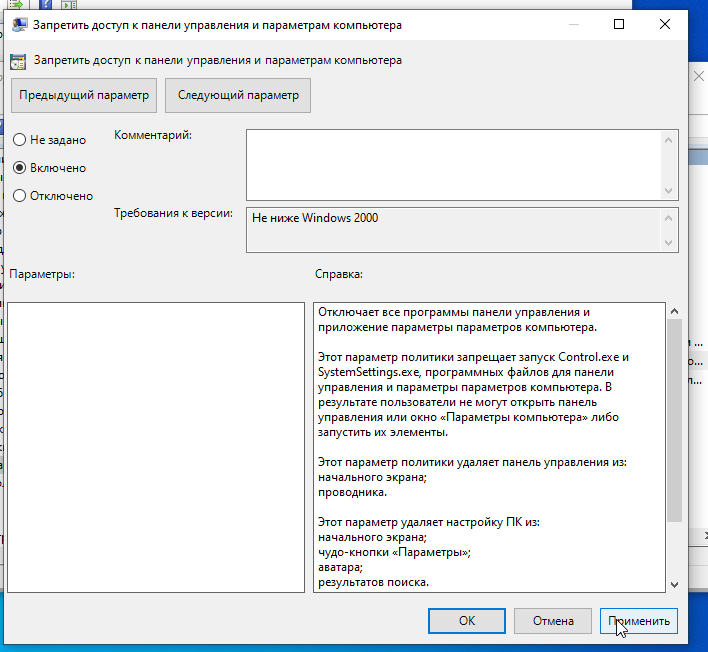 Запретить доступ к панели управления и параметрам компьютера
Запретить доступ к панели управления и параметрам компьютера
Предыдущий параметр
Следующий параметр
Не задано
Включено
Отключено
Комментарий:
Требования к версии:
Не ниже Windows 2000
Параметры:
Справка:
Отключает все программы панели управления и
приложение параметры параметров компьютера.
Этот параметр политики запрещает запуск Control.exe и
SystemSettings.exe, программных файлов для панели
управления и параметры параметров компьютера. В
результате пользователи не могут открыть панель
управления или окно «Параметры компьютера» либо
запустить их элементы.
Этот параметр политики удаляет панель управления из:
начального экрана;
проводника.
Этот параметр удаляет настройку ПК из:
начального экрана;
чудо-кнопки «Параметры»;
аватара;
результатов поиска.
ОК
Отмена
Применить